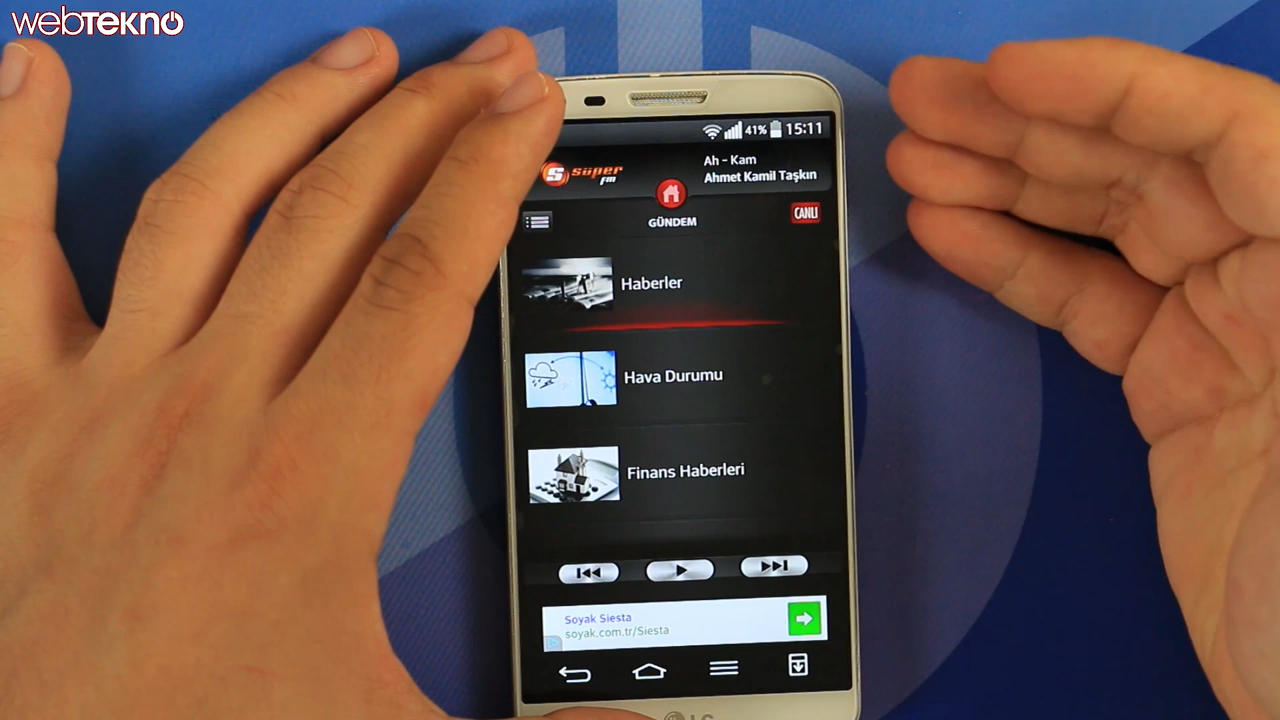 webTEKNO
41% 15:11
Süper
fm
Ah - Kam
Ahmet Kamil Taşkın
GÜNDEM
CANLI
Haberler
Hava Durumu
Finans Haberleri
Soyak Siesta
soyak.com.tr/Siesta
LG